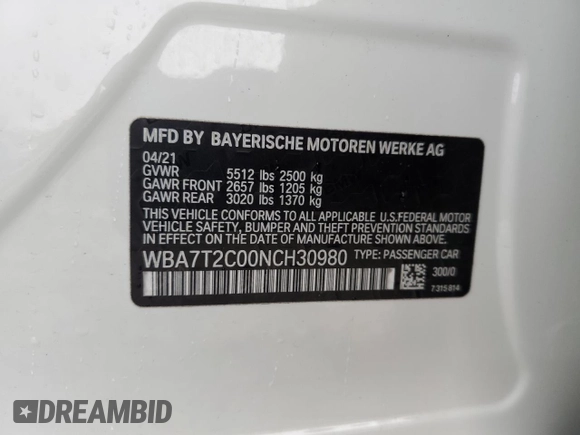 MFD BY BAYERISCHE MOTOREN WERKE AG
04/21
GVWR 5512 lbs 2500 kg
GAWR FRONT 2657 lbs 1205 kg
GAWR REAR 3020 lbs 1370 kg
THIS VEHICLE CONFORMS TO ALL APPLICABLE U.S.FEDERAL MOTOR
VEHICLE SAFETY, BUMPER AND THEFT PREVENTION STANDARDS
IN EFFECT ON THE DATE OF MANUFACTURE SHOWN ABOVE.
WBA7T2C00NCH30980 TYPE: PASSENGER CAR
300/0
7 315 814
DREAMBID